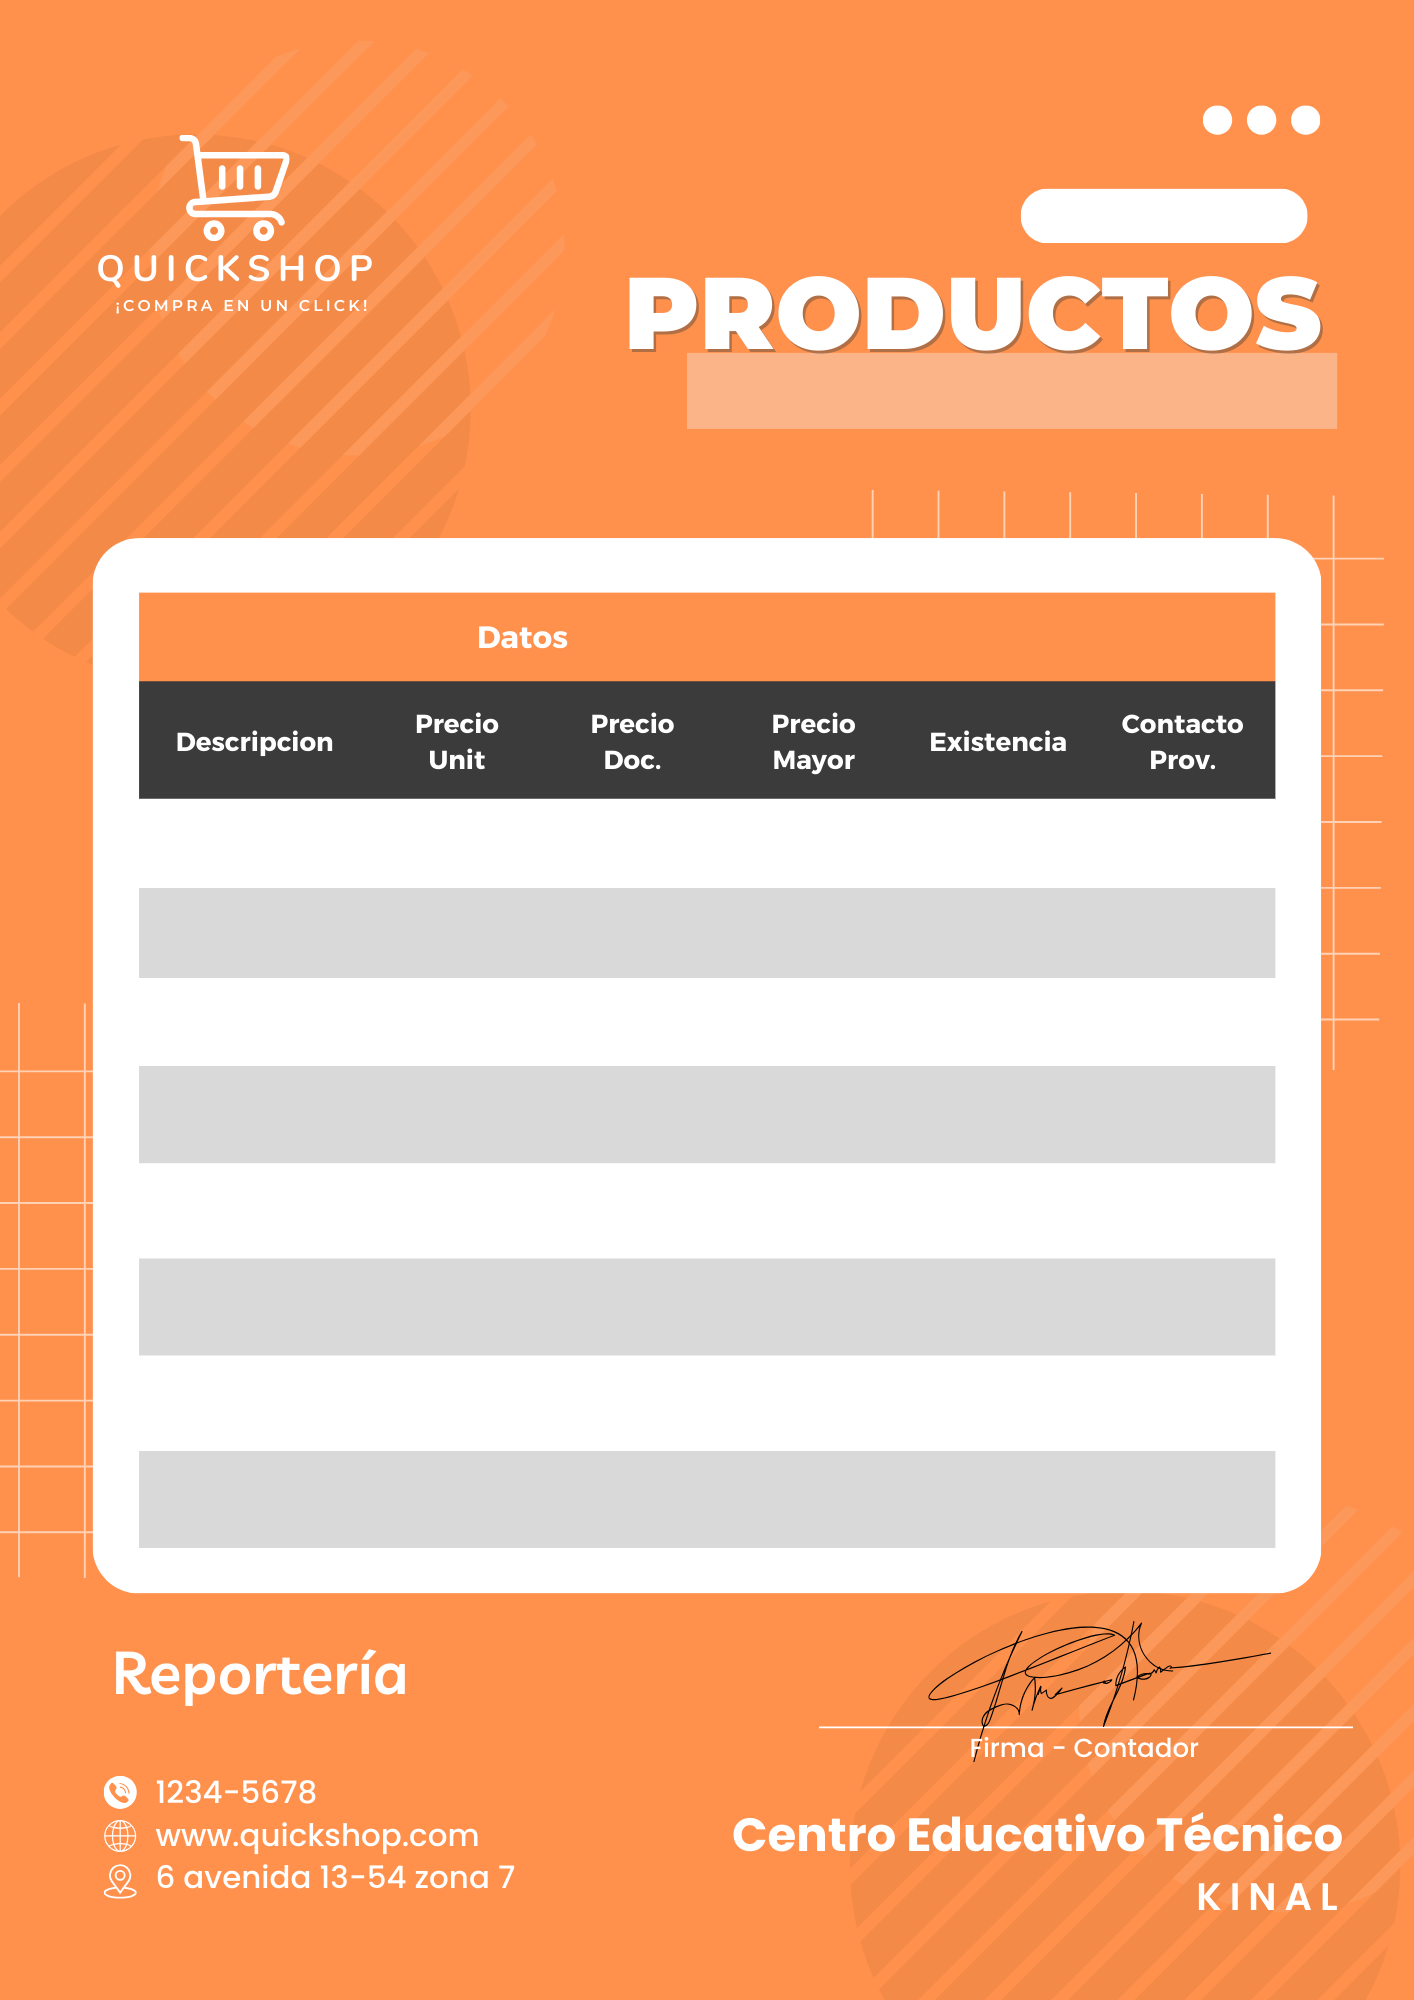 QUICKSHOP
¡COMPRA EN UN CLICK!
PRODUCTOS
Datos
Descripcion
Precio
Unit
Precio
Doc.
Precio
Mayor
Existencia
Contacto
Prov.
Reportería
1234-5678
www.quickshop.com
6 avenida 13-54 zona 7
Firma - Contador
Centro Educativo Técnico
KINAL